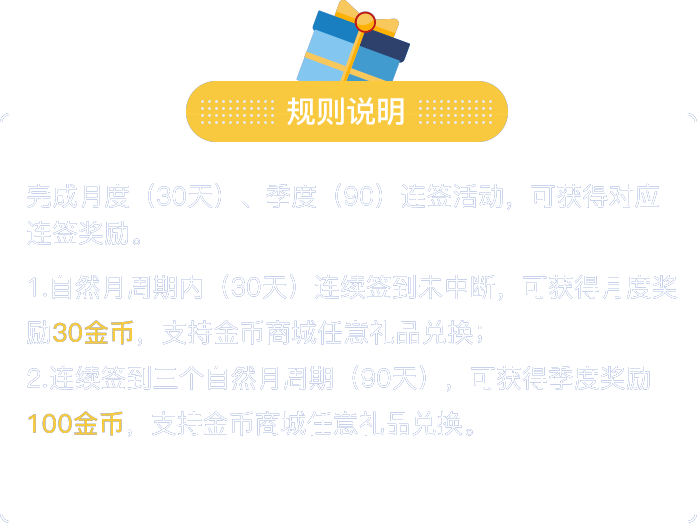 规则说明
完成月度（30天）、季度（90）连签活动，可获得对应
连签奖励。
1.自然月周期内（30天）连续签到未中断，可获得月度奖
励30金币，支持金币商城任意礼品兑换；
2.连续签到三个自然月周期（90天），可获得季度奖励
100金币，支持金币商城任意礼品兑换。